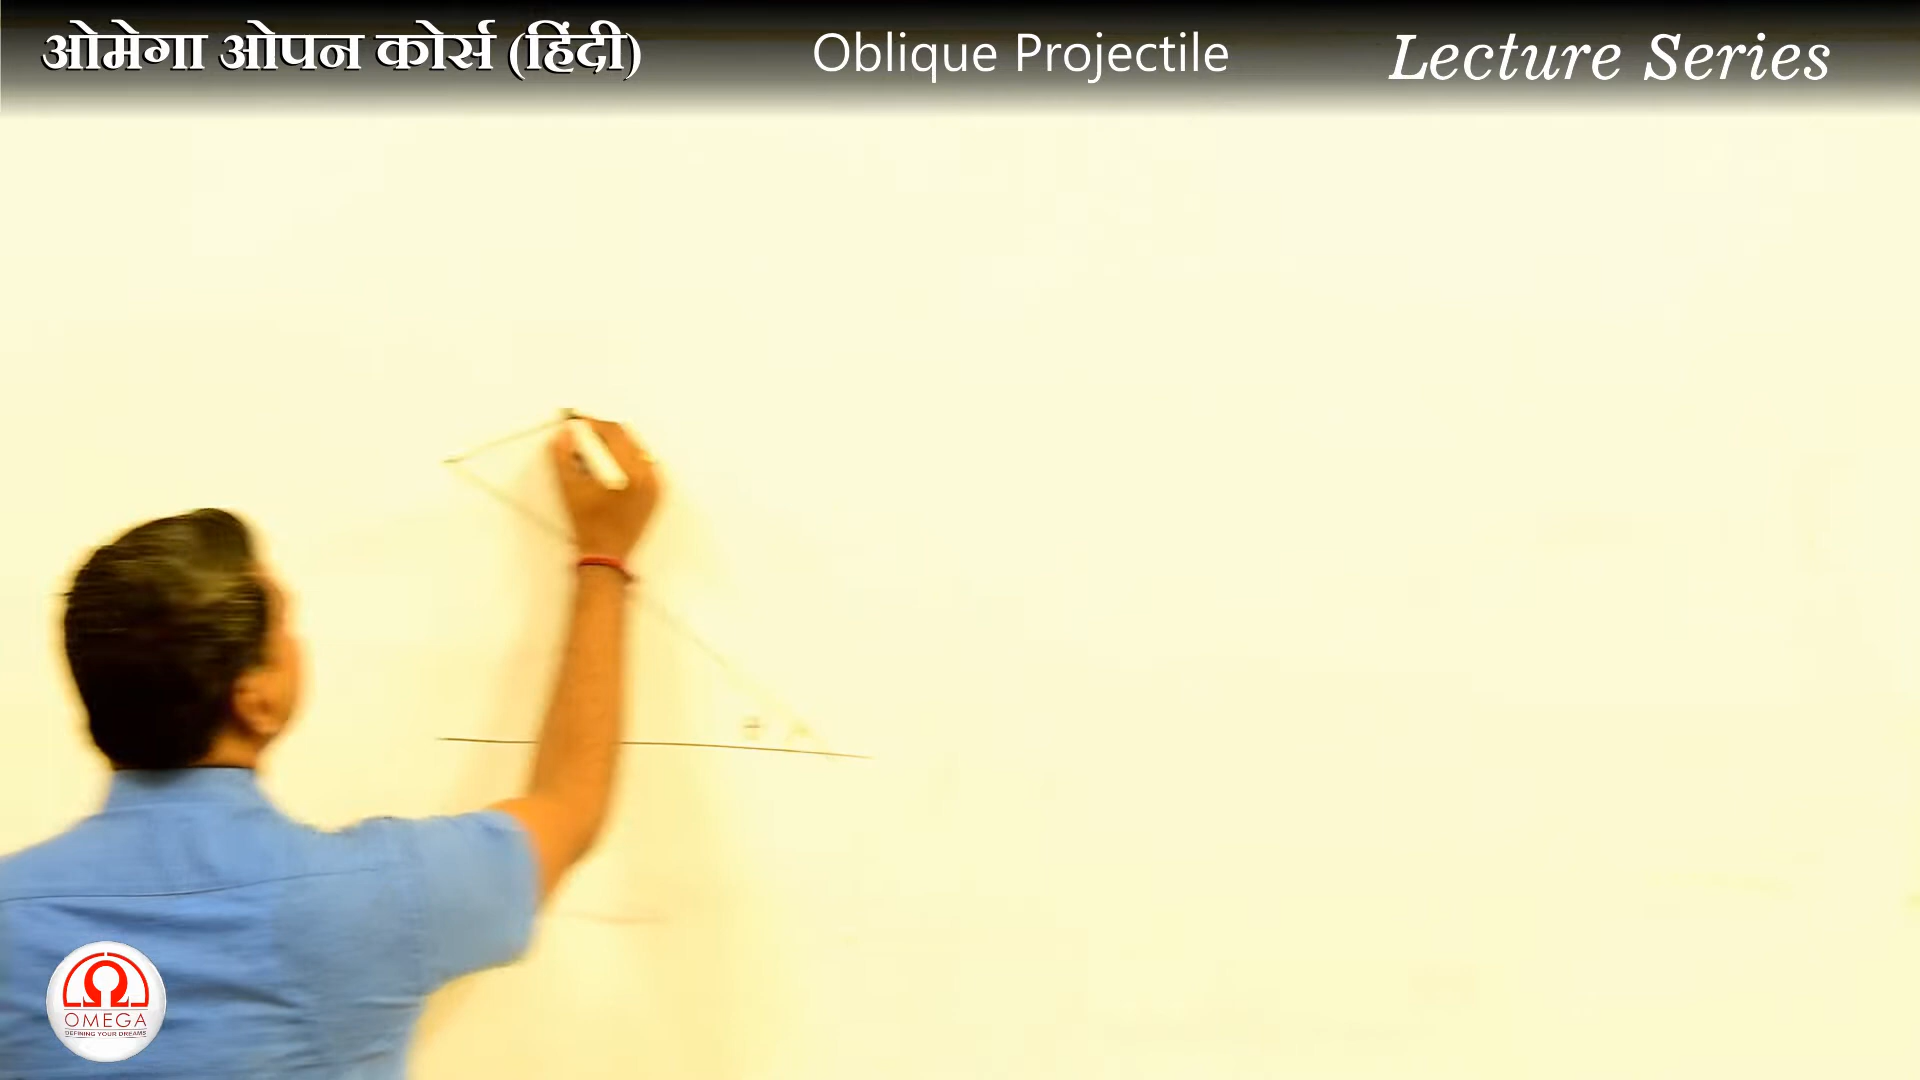 ओमेगा ओपन कोर्स (हिंदी) Oblique Projectile Lecture Series
Ω
OMEGA
DEFINING YOUR DREAMS